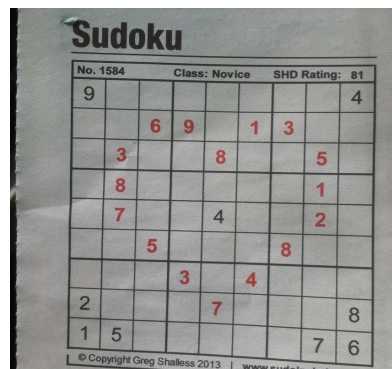 Sudoku
No. 1584 Class: Novice SHD Rating: 81
9 4
6 9 1 3
3 8 5
8 1
7 4 2
5 8
3 4
2 7 8
1 5 7 6
© Copyright Greg Shalless 2013